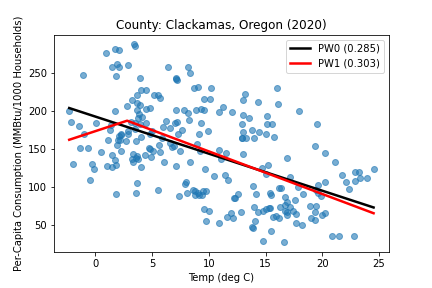 County: Clackamas, Oregon (2020)
PW0 (0.285)
PW1 (0.303)
Per-Capita Consumption (MMBtu/1000 Households)
250
200
150
100
50
0 5 10 15 20 25
Temp (deg C)